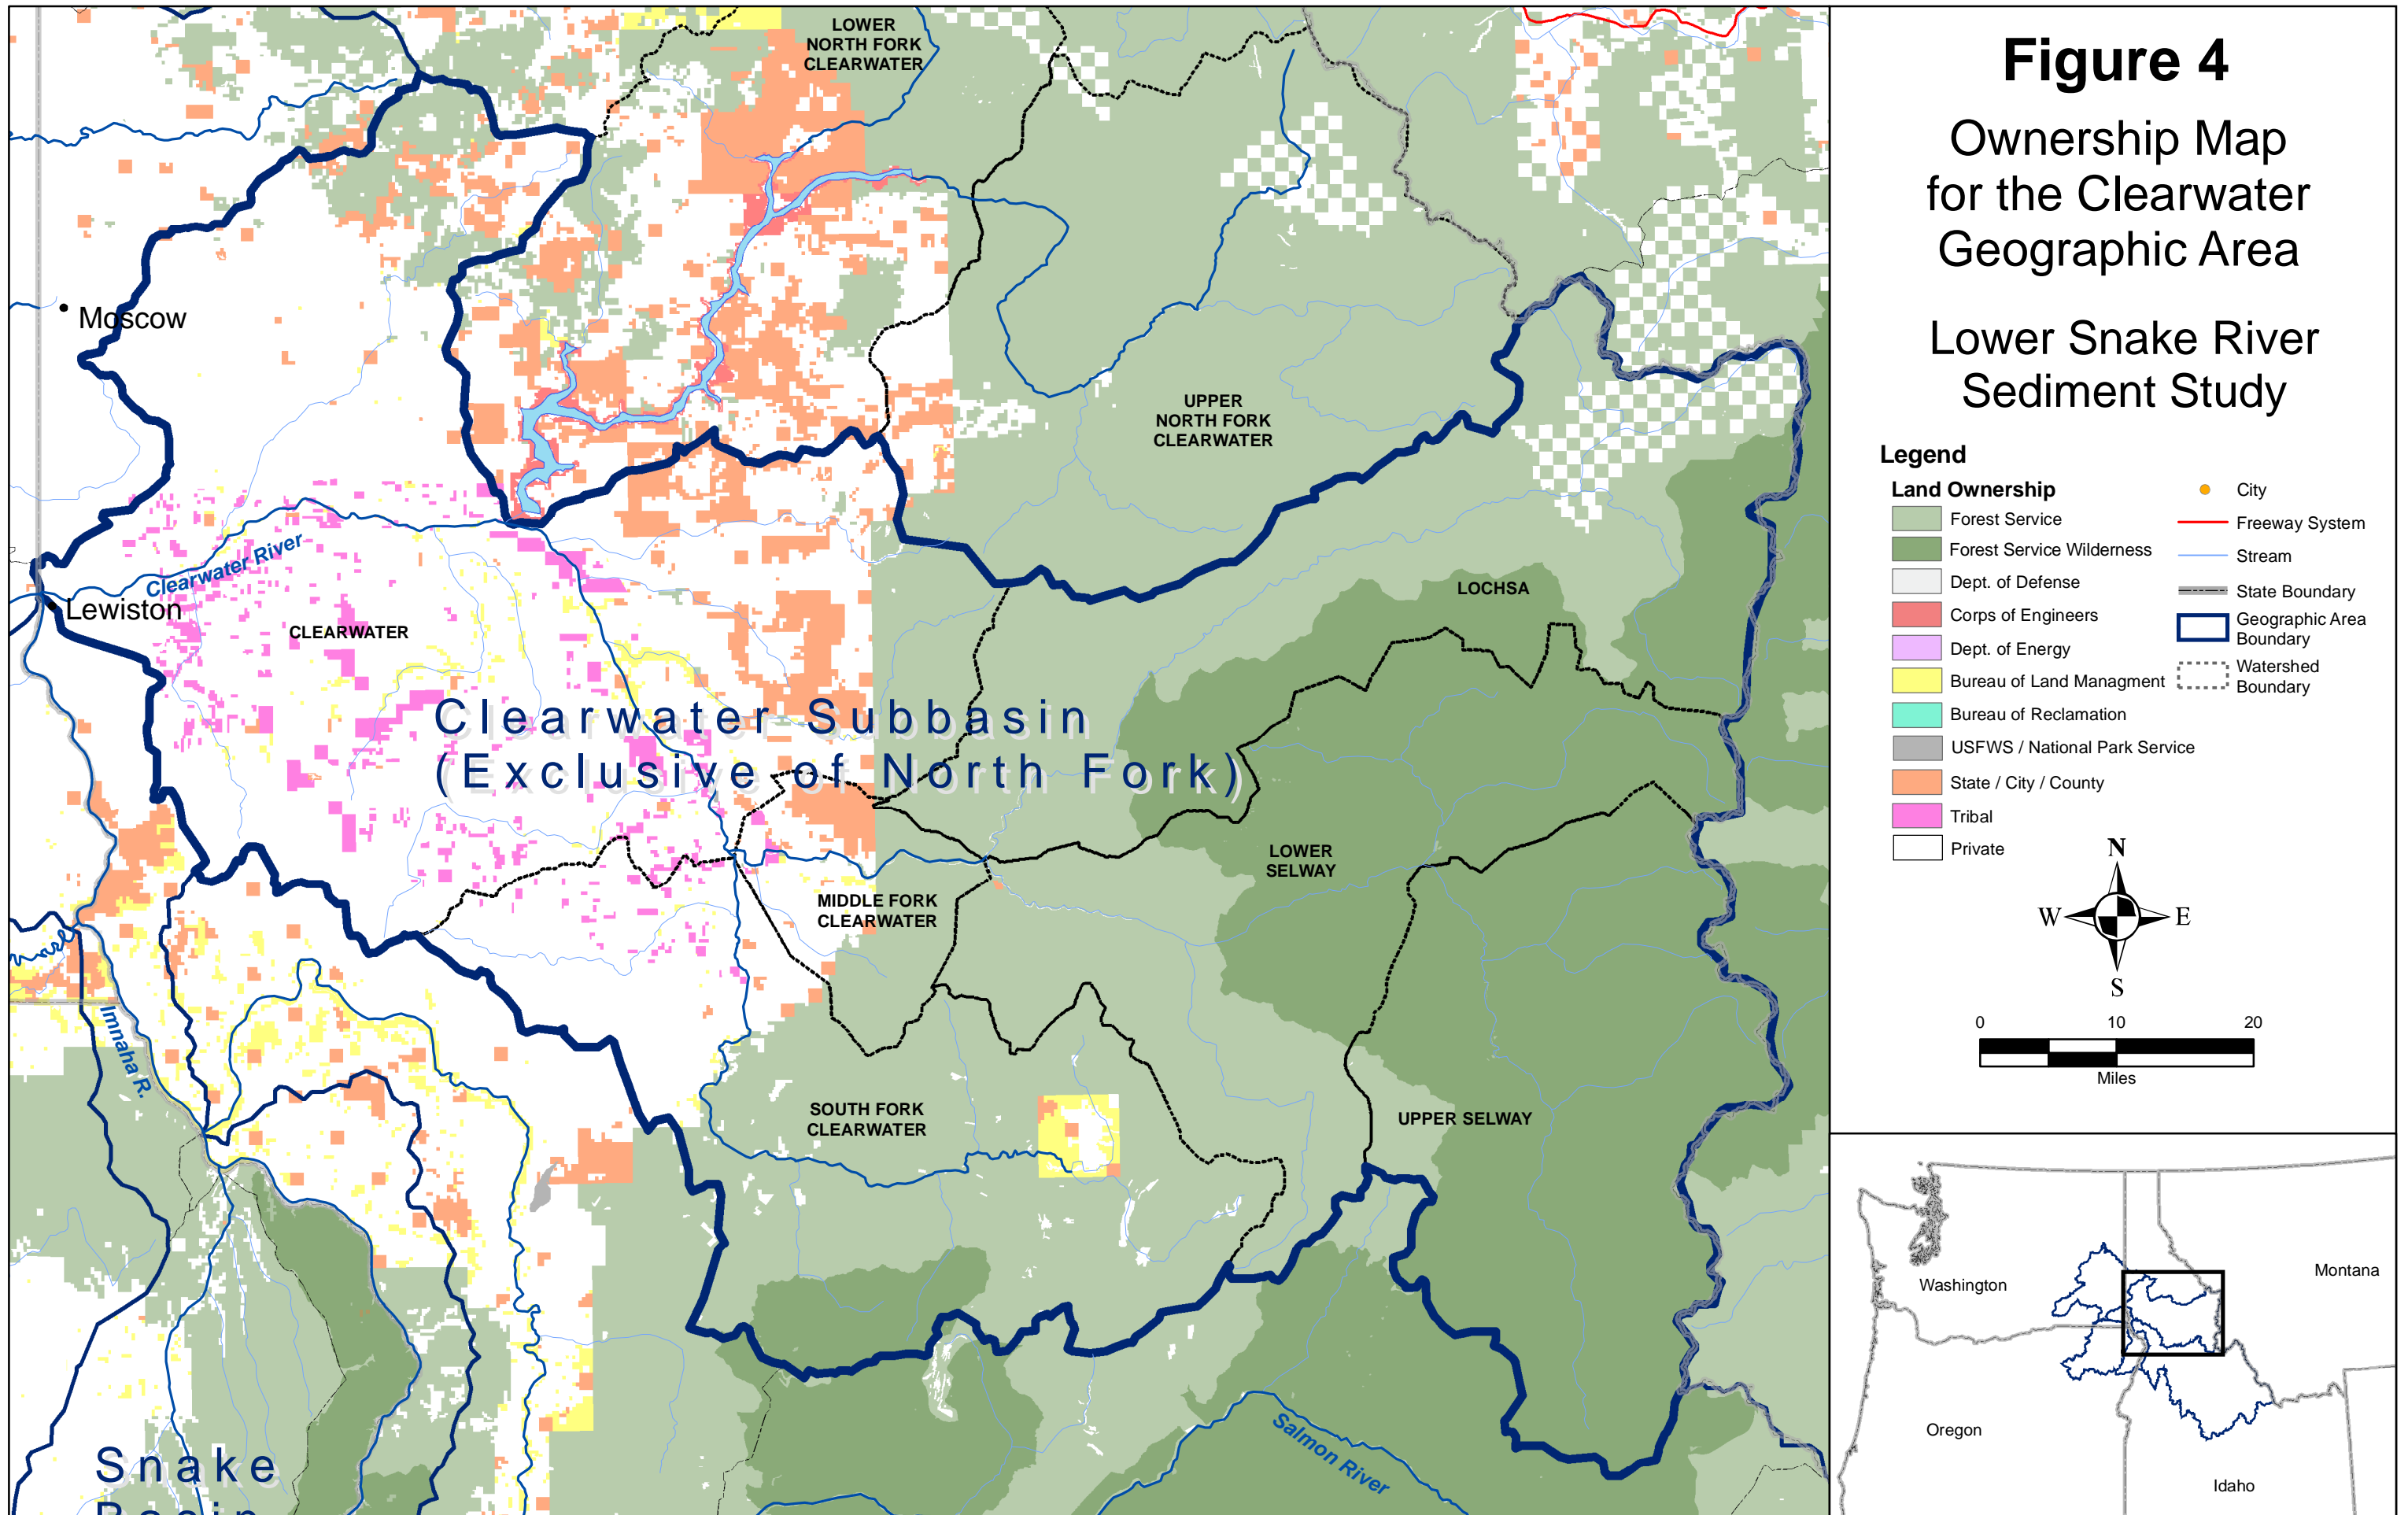 LOWER
NORTH FORK
CLEARWATER
Moscow
UPPER
NORTH FORK
CLEARWATER
Clearwater River
Lewiston
CLEARWATER
LOCHSA
Clearwater Subbasin
(Exclusive of North Fork)
LOWER
SELWAY
MIDDLE FORK
CLEARWATER
Imnaha R.
SOUTH FORK
CLEARWATER
UPPER SELWAY
Salmon River
Snake
Basin
Figure 4
Ownership Map
for the Clearwater
Geographic Area
Lower Snake River
Sediment Study
Legend
Land Ownership
Forest Service
Forest Service Wilderness
Dept. of Defense
Corps of Engineers
Dept. of Energy
Bureau of Land Managment
Bureau of Reclamation
USFWS / National Park Service
State / City / County
Tribal
Private
City
Freeway System
Stream
State Boundary
Geographic Area
Boundary
Watershed
Boundary
N
W E
S
0 10 20
Miles
Washington
Montana
Oregon
Idaho